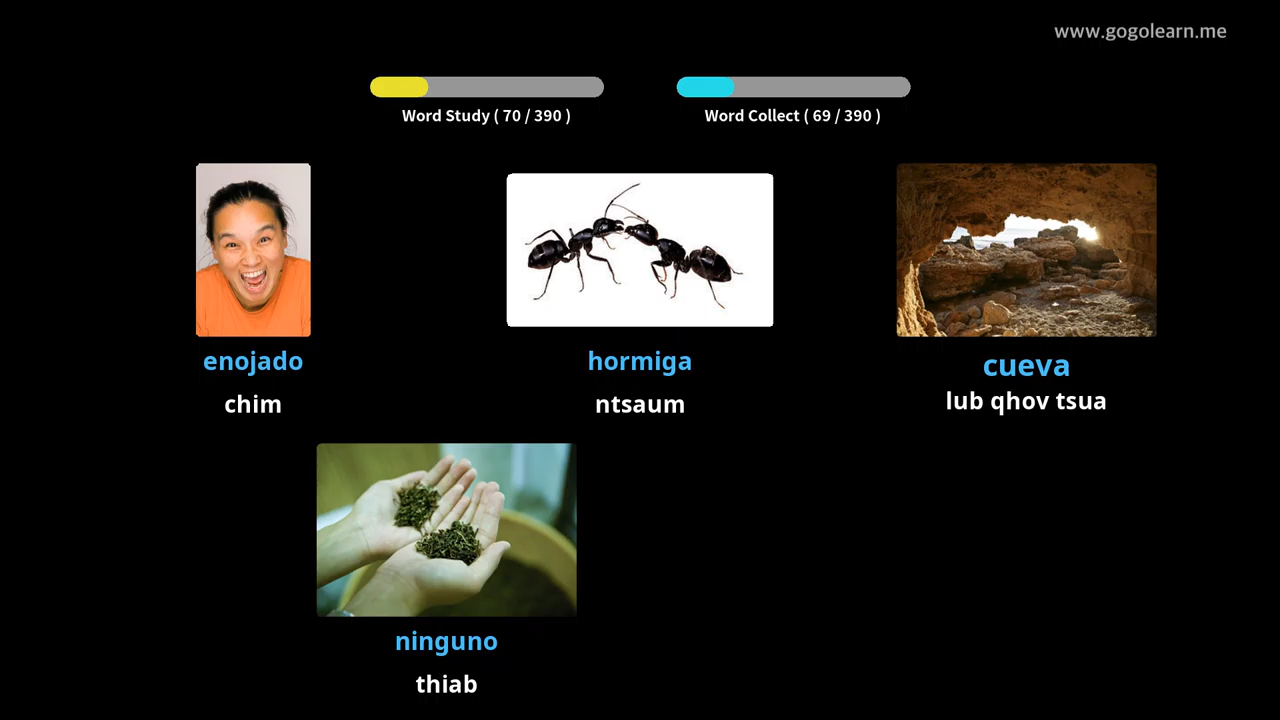 www.gogolearn.me
Word Study ( 70 / 390 )
Word Collect ( 69 / 390 )
enojado
chim
hormiga
ntsaum
cueva
lub qhov tsua
ninguno
thiab